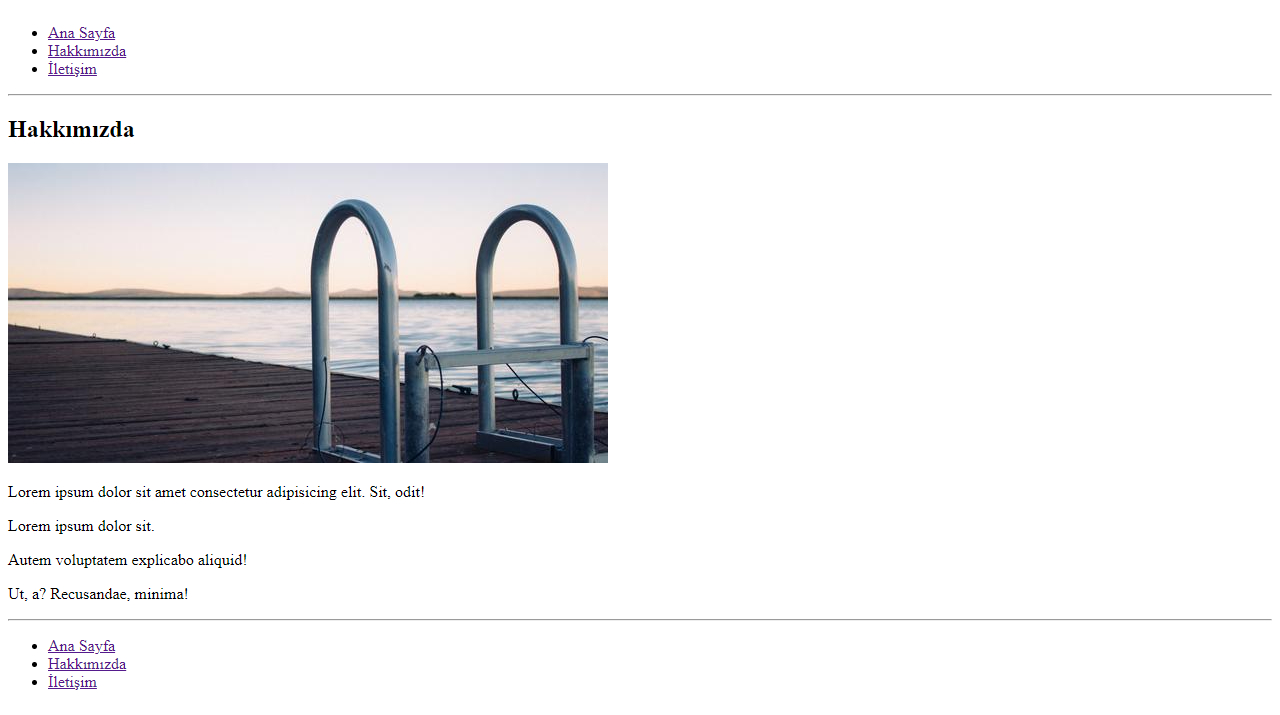 Ana Sayfa
Hakkımızda
İletişim
Hakkımızda
Lorem ipsum dolor sit amet consectetur adipisicing elit. Sit, odit!
Lorem ipsum dolor sit.
Autem voluptatem explicabo aliquid!
Ut, a? Recusandae, minima!
Ana Sayfa
Hakkımızda
İletişim